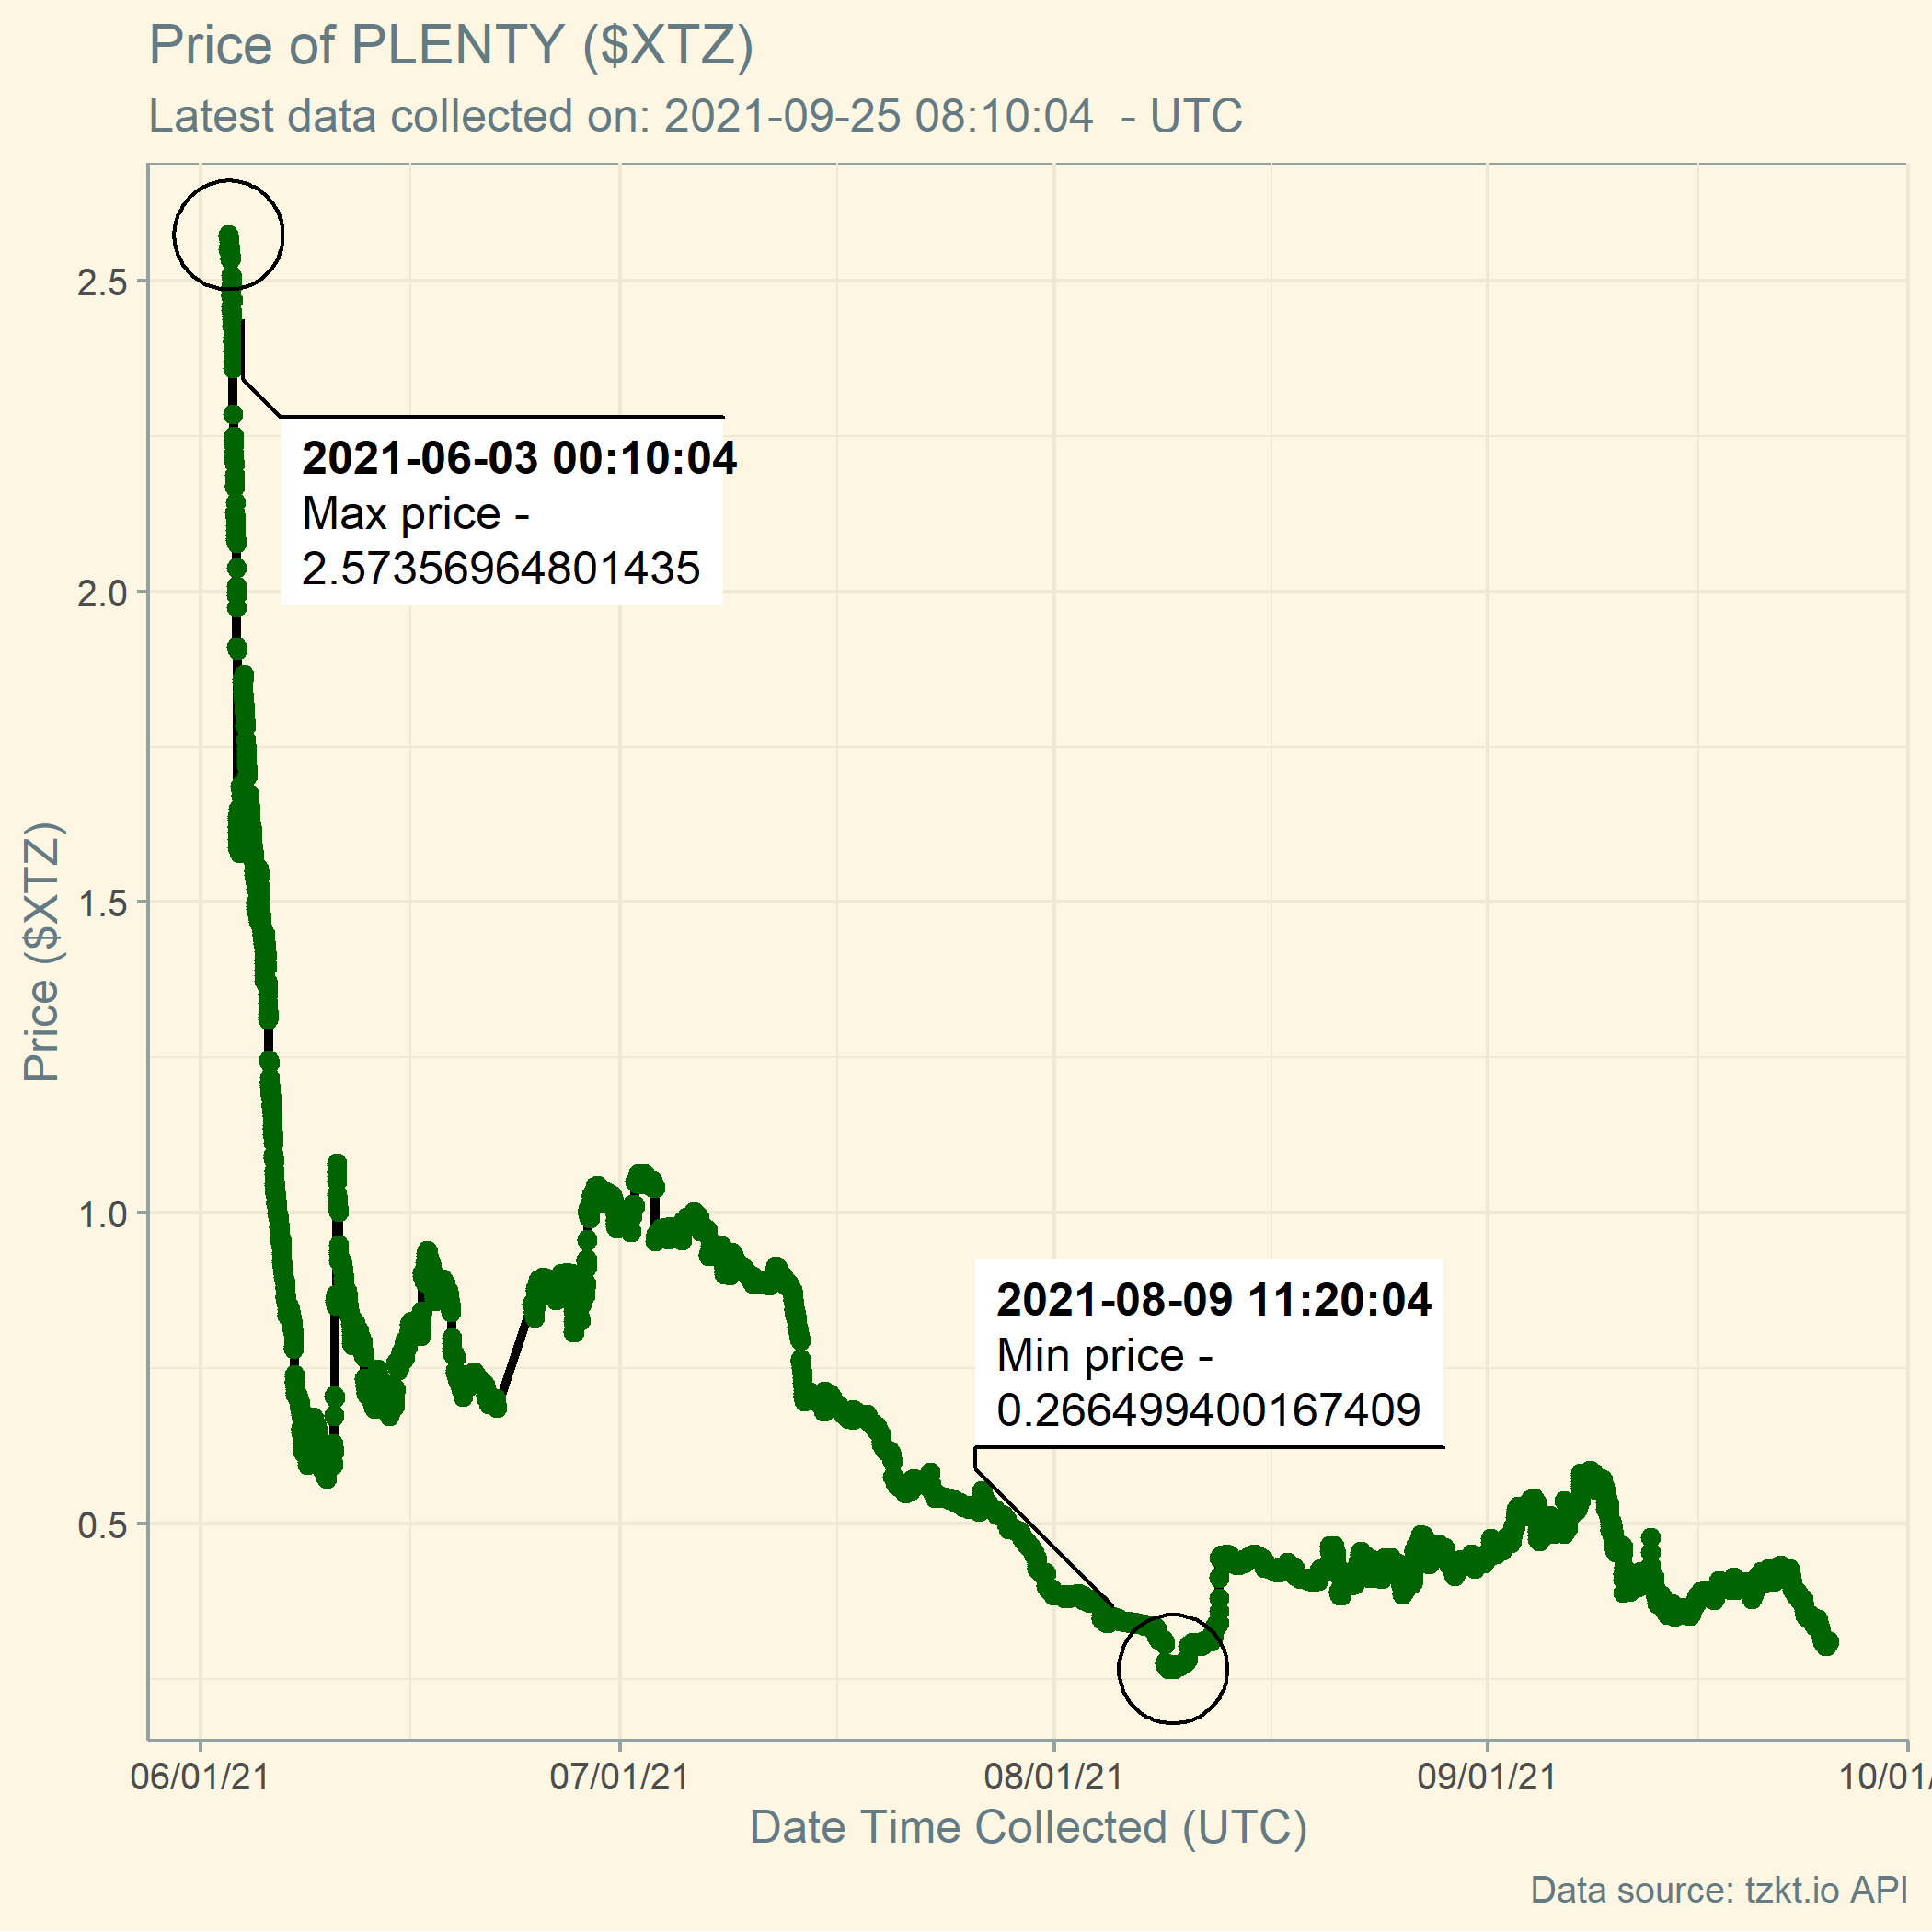 Price of PLENTY ($XTZ)
Latest data collected on: 2021-09-25 08:10:04  - UTC
2.5
2.0
1.5
1.0
0.5
Price ($XTZ)
2021-06-03 00:10:04
Max price -
2.57356964801435
2021-08-09 11:20:04
Min price -
0.266499400167409
06/01/21
07/01/21
08/01/21
09/01/21
10/01/
Date Time Collected (UTC)
Data source: tzkt.io API